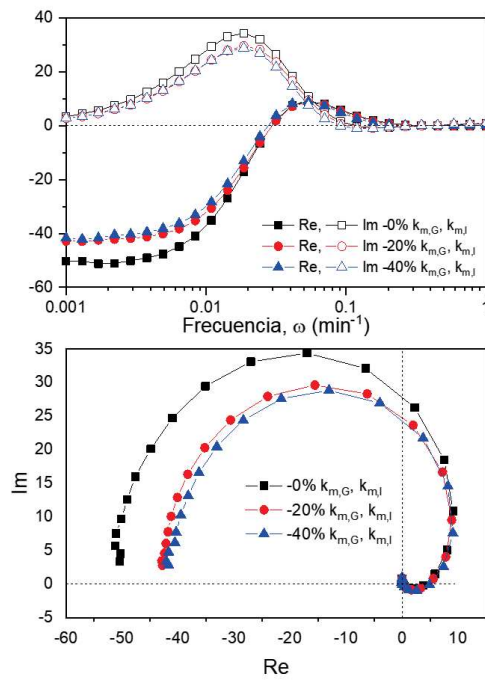 40
20
0
-20
-40
-60
Re, Im -0% k_m,G, k_m,I
Re, Im -20% k_m,G, k_m,I
Re, Im -40% k_m,G, k_m,I
0.001 0.01 0.1 1
Frecuencia, ω (min⁻¹)
35
30
25
20
15
10
5
0
-5
Im
-0% k_m,G, k_m,I
-20% k_m,G, k_m,I
-40% k_m,G, k_m,I
-60 -50 -40 -30 -20 -10 0 10
Re